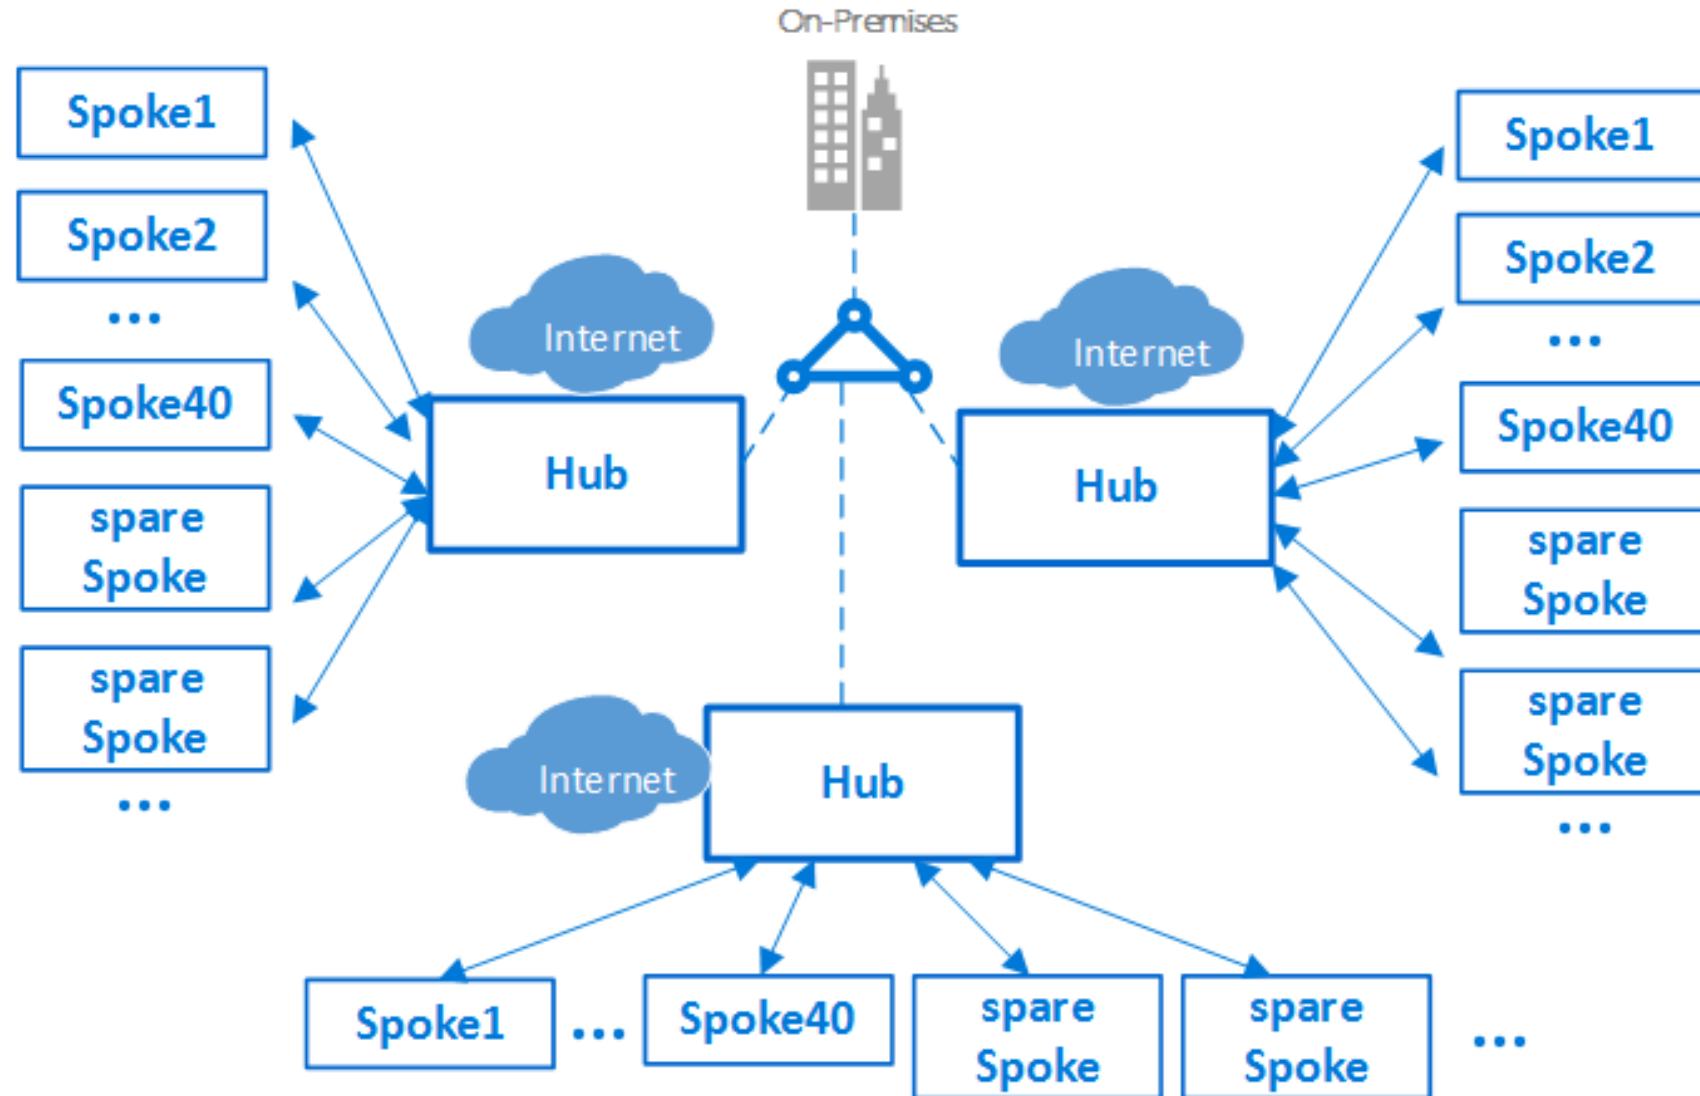 On-Premises
Spoke1
Spoke2
...
Spoke40
spare
Spoke
spare
Spoke
...
Internet
Hub
Internet
Hub
Spoke1
Spoke2
...
Spoke40
spare
Spoke
spare
Spoke
...
Internet
Hub
Spoke1
...
Spoke40
spare
Spoke
spare
Spoke
...